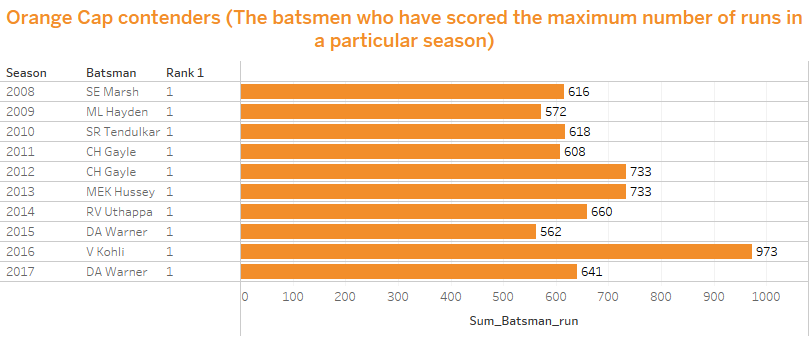 Orange Cap contenders (The batsmen who have scored the maximum number of runs in
a particular season)
Season Batsman Rank 1
2008 SE Marsh 1 616
2009 ML Hayden 1 572
2010 SR Tendulkar 1 618
2011 CH Gayle 1 608
2012 CH Gayle 1 733
2013 MEK Hussey 1 733
2014 RV Uthappa 1 660
2015 DA Warner 1 562
2016 V Kohli 1 973
2017 DA Warner 1 641
0 100 200 300 400 500 600 700 800 900 1000
Sum_Batsman_run